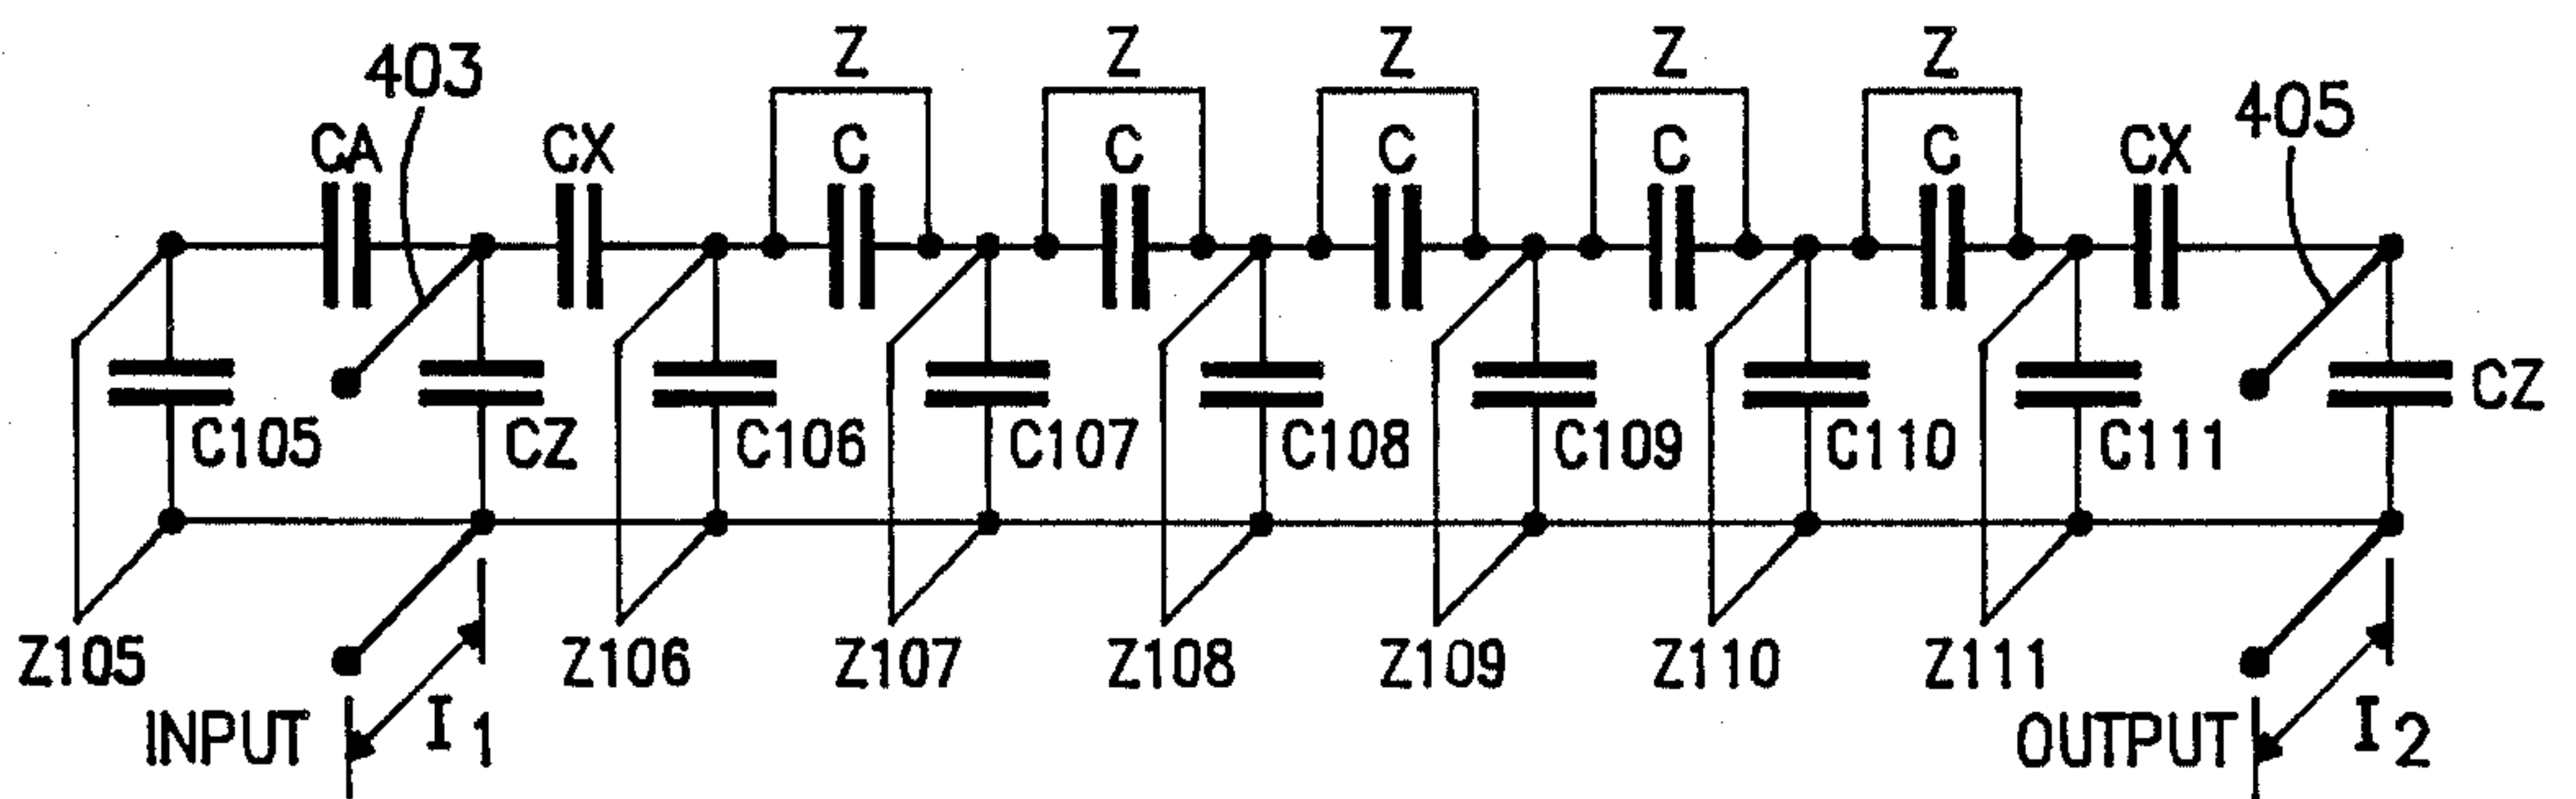 Z Z Z Z Z
403 405
CA CX C C C C C CX
C105 CZ C106 C107 C108 C109 C110 C111 CZ
Z105 Z106 Z107 Z108 Z109 Z110 Z111
INPUT I1 OUTPUT I2